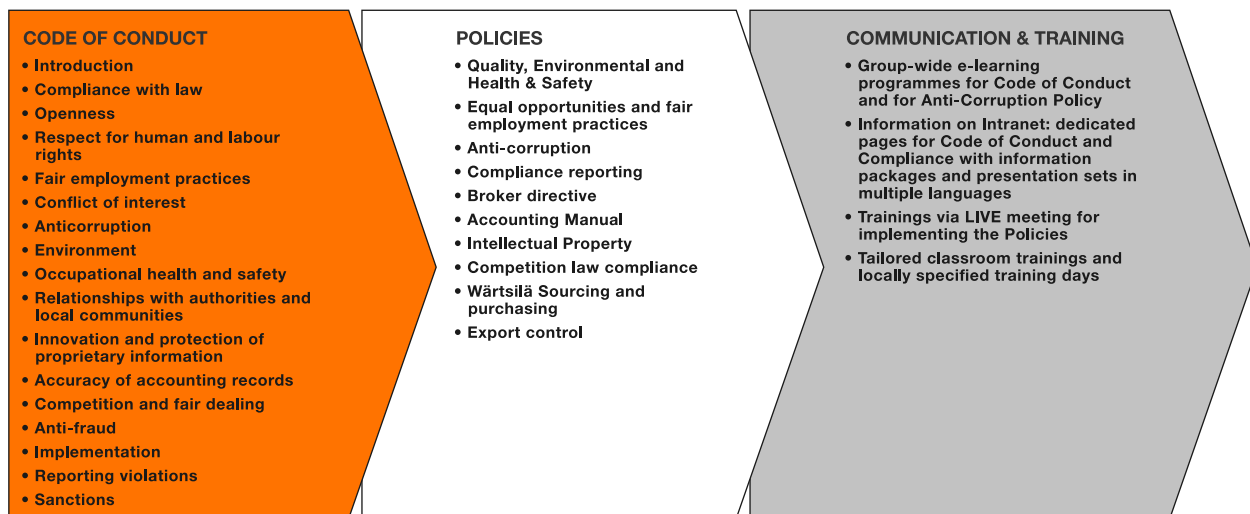 CODE OF CONDUCT
• Introduction
• Compliance with law
• Openness
• Respect for human and labour
rights
• Fair employment practices
• Conflict of interest
• Anticorruption
• Environment
• Occupational health and safety
• Relationships with authorities and
local communities
• Innovation and protection of
proprietary information
• Accuracy of accounting records
• Competition and fair dealing
• Anti-fraud
• Implementation
• Reporting violations
• Sanctions
POLICIES
• Quality, Environmental and
Health & Safety
• Equal opportunities and fair
employment practices
• Anti-corruption
• Compliance reporting
• Broker directive
• Accounting Manual
• Intellectual Property
• Competition law compliance
• Wärtsilä Sourcing and
purchasing
• Export control
COMMUNICATION & TRAINING
• Group-wide e-learning
programmes for Code of Conduct
and for Anti-Corruption Policy
• Information on Intranet: dedicated
pages for Code of Conduct and
Compliance with information
packages and presentation sets in
multiple languages
• Trainings via LIVE meeting for
implementing the Policies
• Tailored classroom trainings and
locally specified training days